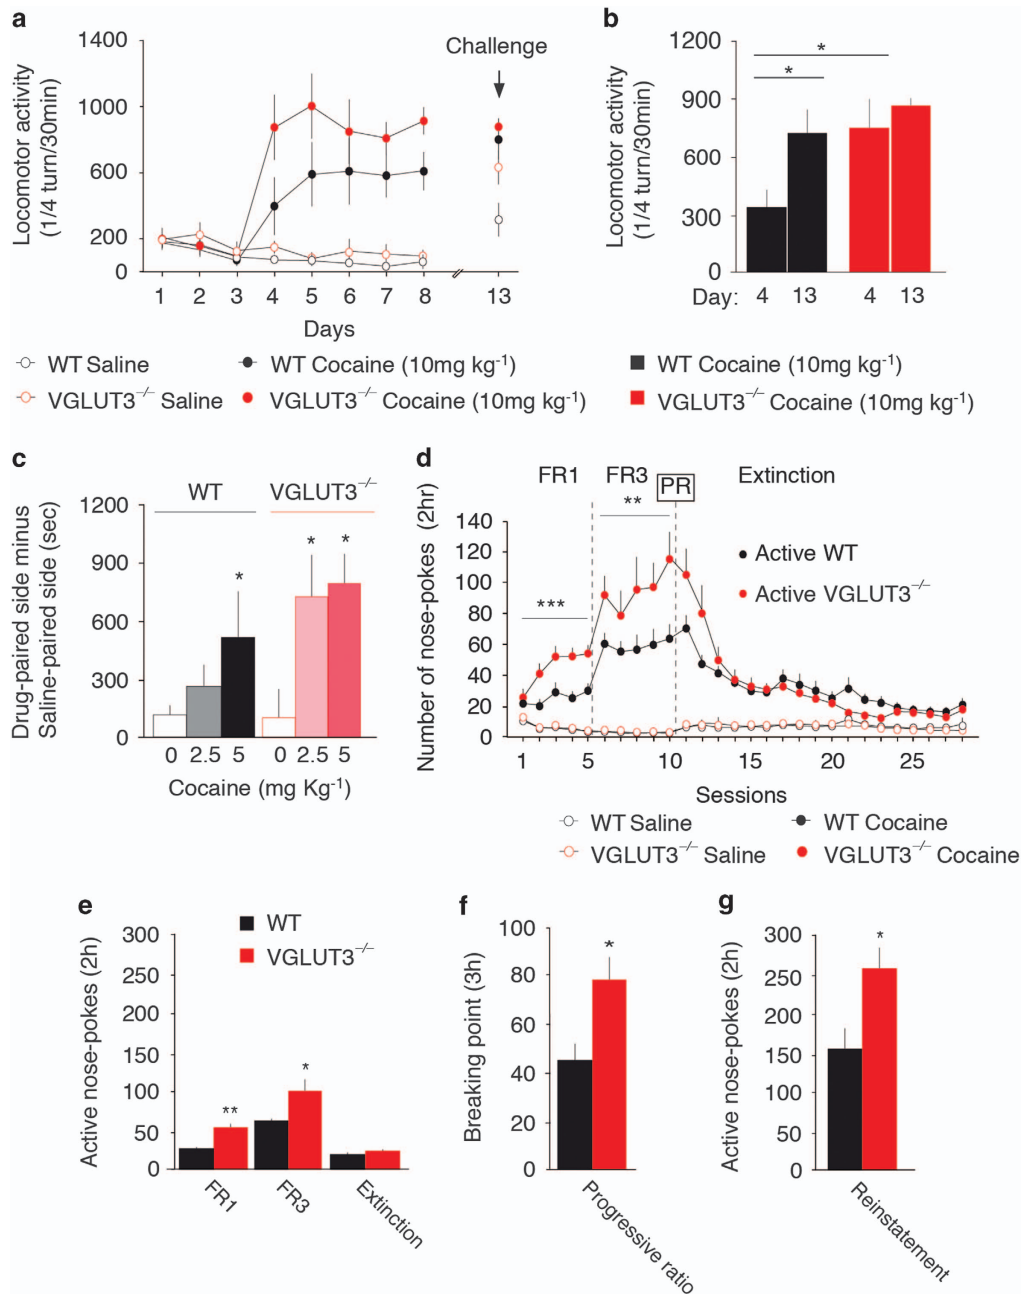 a
Locomotor activity
(1/4 turn/30min)
1400
1000
600
200
0
Challenge
1 2 3 4 5 6 7 8 13
Days
WT Saline
WT Cocaine (10mg kg-1)
VGLUT3−/− Saline
VGLUT3−/− Cocaine (10mg kg-1)
b
Locomotor activity
(1/4 turn/30min)
1200
900
600
300
0
*
*
Day: 4 13 4 13
WT Cocaine (10mg kg-1)
VGLUT3−/− Cocaine (10mg kg-1)
c
Drug-paired side minus
Saline-paired side (sec)
WT VGLUT3−/−
1200
900
600
300
0
* * *
0 2.5 5 0 2.5 5
Cocaine (mg Kg-1)
d
Number of nose-pokes (2hr)
FR1 FR3 PR Extinction
***
**
140
120
100
80
60
40
20
0
Active WT
Active VGLUT3−/−
1 5 10 15 20 25
Sessions
WT Saline
WT Cocaine
VGLUT3−/− Saline
VGLUT3−/− Cocaine
e
Active nose-pokes (2h)
WT
VGLUT3−/−
300
250
200
150
100
50
0
**
*
FR1
FR3
Extinction
f
Breaking point (3h)
100
80
60
40
20
0
*
Progressive ratio
g
Active nose-pokes (2h)
300
250
200
150
100
50
0
*
Reinstatement